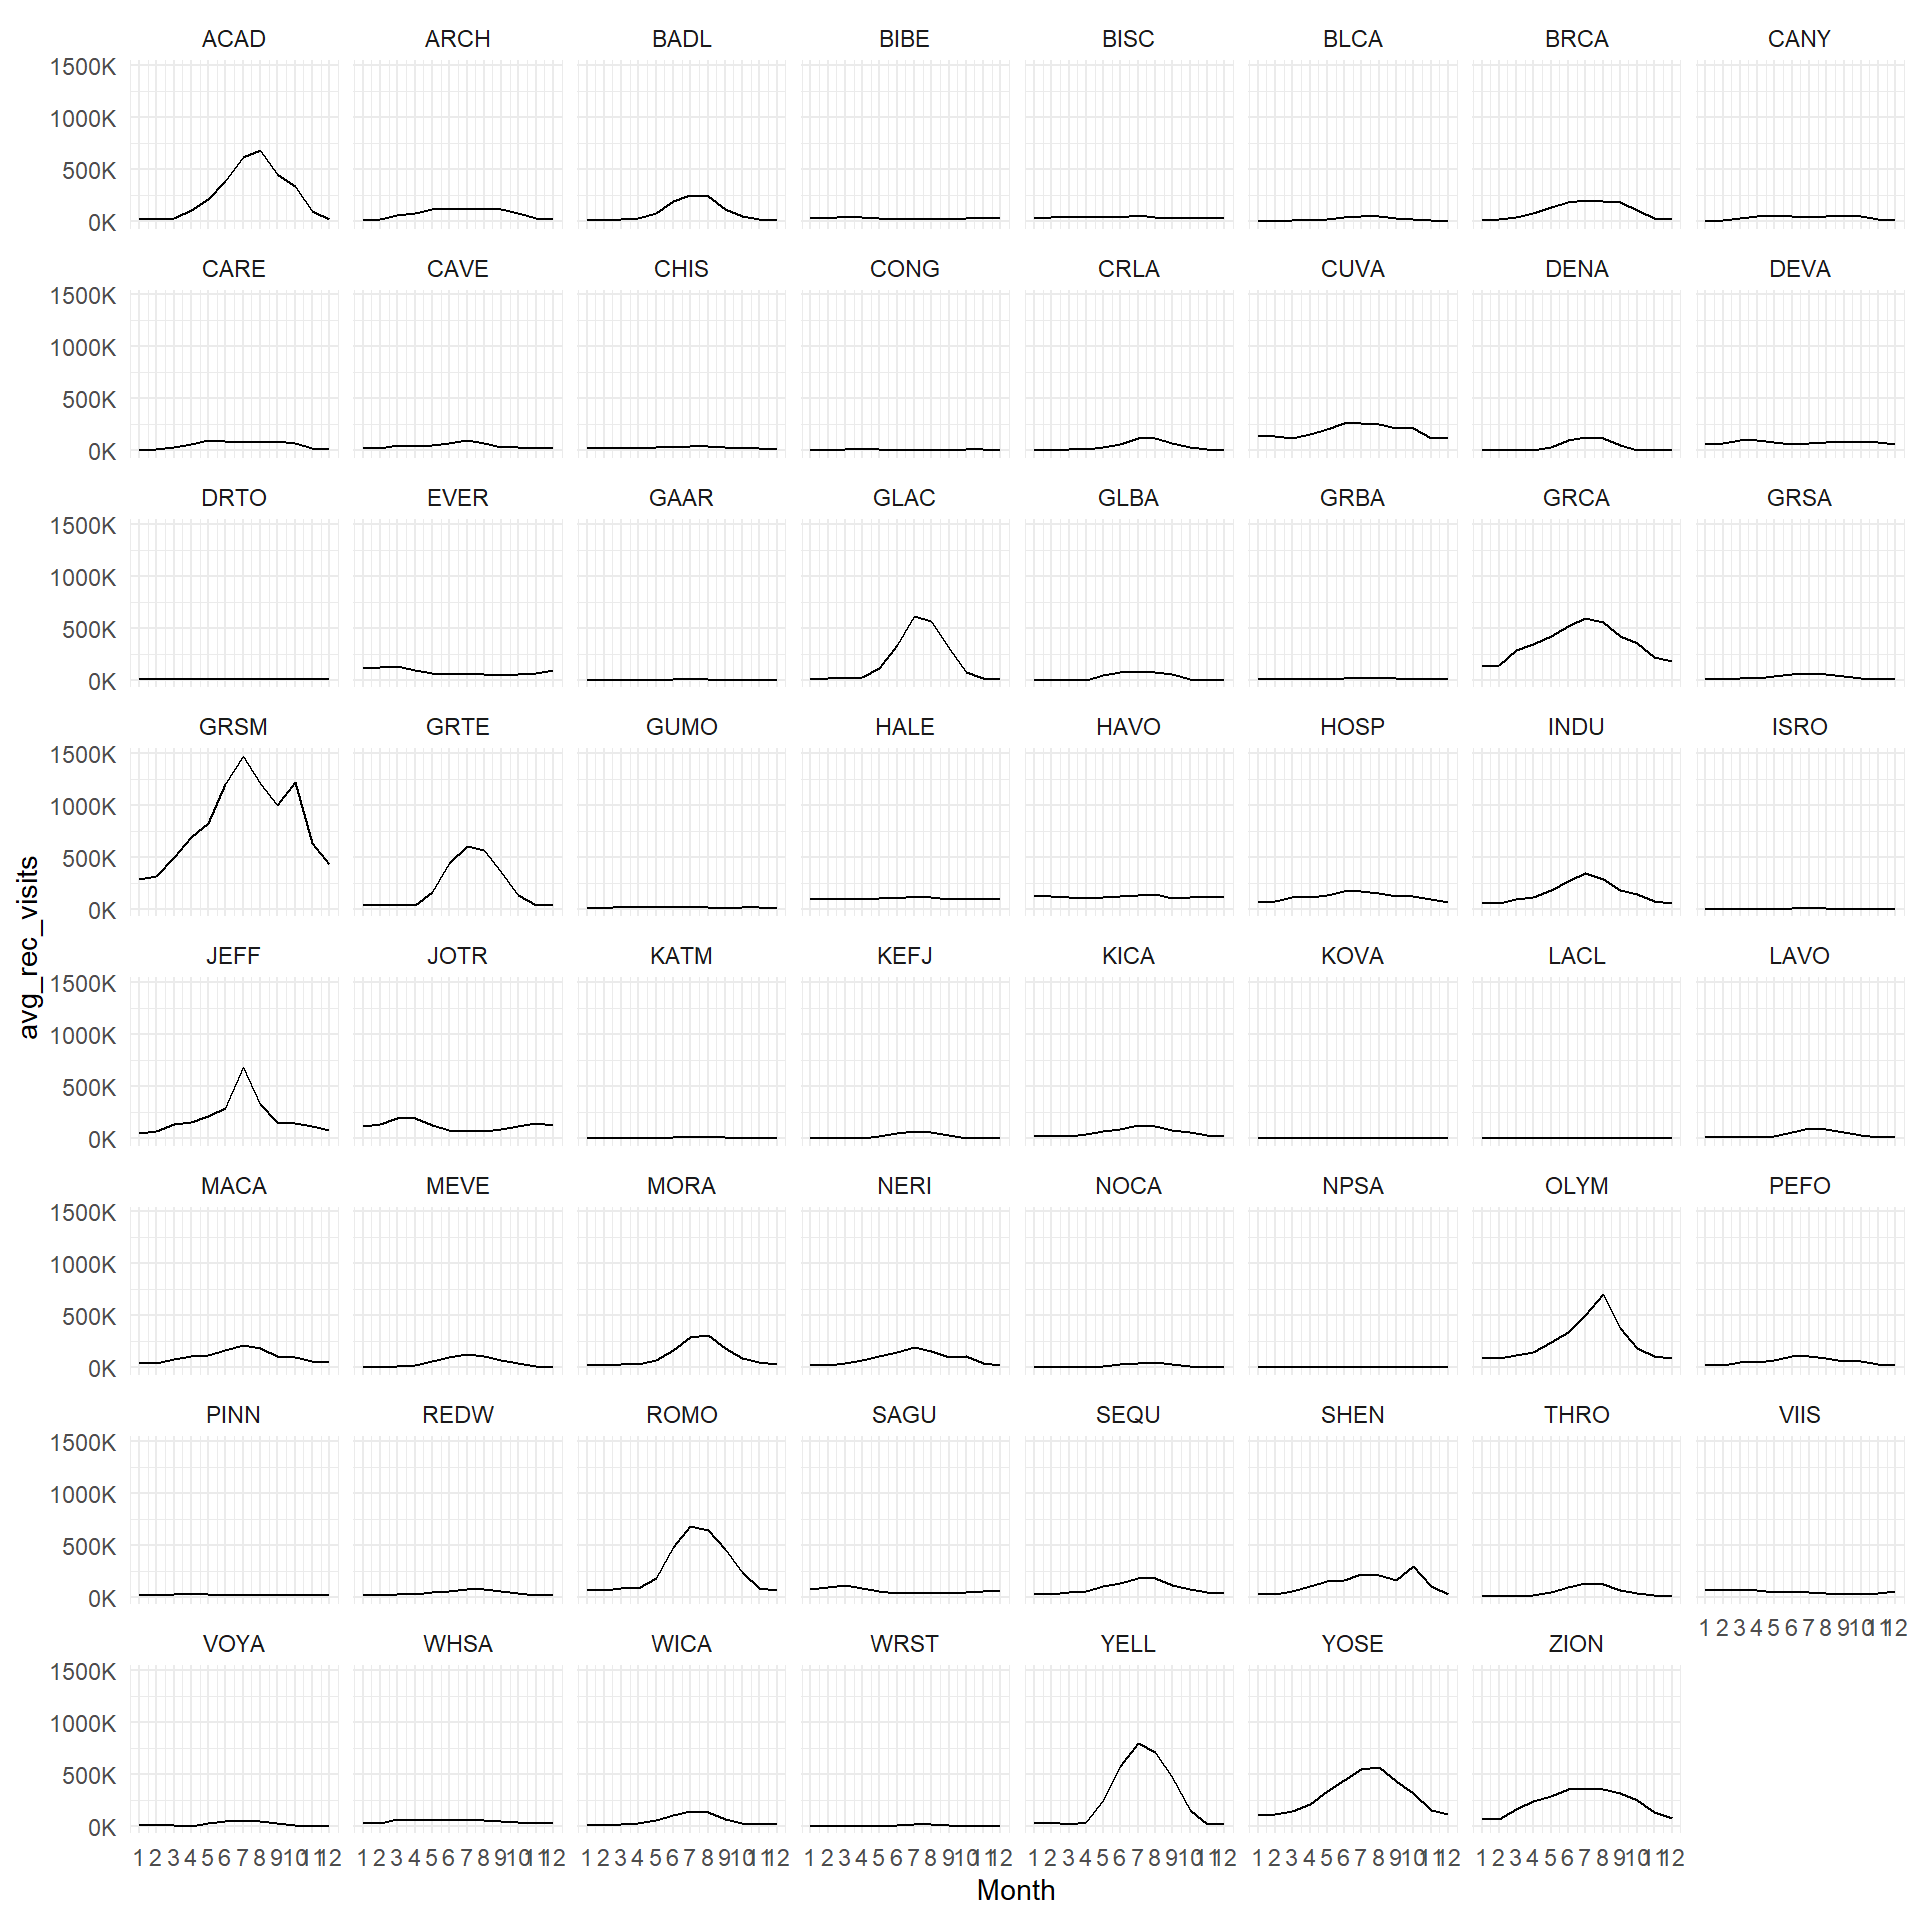 ACAD ARCH BADL BIBE BISC BLCA BRCA CANY
1500K
1000K
500K
0K
CARE CAVE CHIS CONG CRLA CUVA DENA DEVA
1500K
1000K
500K
0K
DRTO EVER GAAR GLAC GLBA GRBA GRCA GRSA
1500K
1000K
500K
0K
GRSM GRTE GUMO HALE HAVO HOSP INDU ISRO
1500K
1000K
500K
0K
avg_rec_visits
JEFF JOTR KATM KEFJ KICA KOVA LACL LAVO
1500K
1000K
500K
0K
MACA MEVE MORA NERI NOCA NPSA OLYM PEFO
1500K
1000K
500K
0K
PINN REDW ROMO SAGU SEQU SHEN THRO VIIS
1500K
1000K
500K
0K
1 2 3 4 5 6 7 8 9 10 11 12
VOYA WHSA WICA WRST YELL YOSE ZION
1500K
1000K
500K
0K
1 2 3 4 5 6 7 8 9 10 11 12 1 2 3 4 5 6 7 8 9 10 11 12 1 2 3 4 5 6 7 8 9 10 11 12 1 2 3 4 5 6 7 8 9 10 11 12 1 2 3 4 5 6 7 8 9 10 11 12 1 2 3 4 5 6 7 8 9 10 11 12 1 2 3 4 5 6 7 8 9 10 11 12
Month